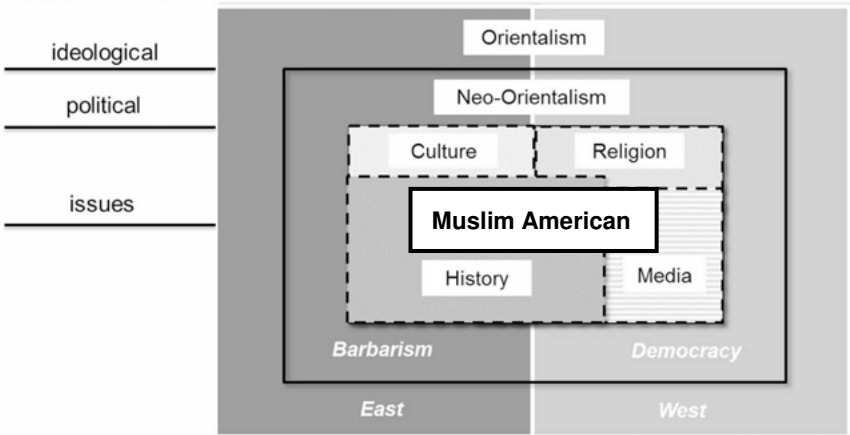 Orientalism
ideological
Neo-Orientalism
political
Culture
Religion
issues
Muslim American
History
Media
Barbarism
Democracy
East
West